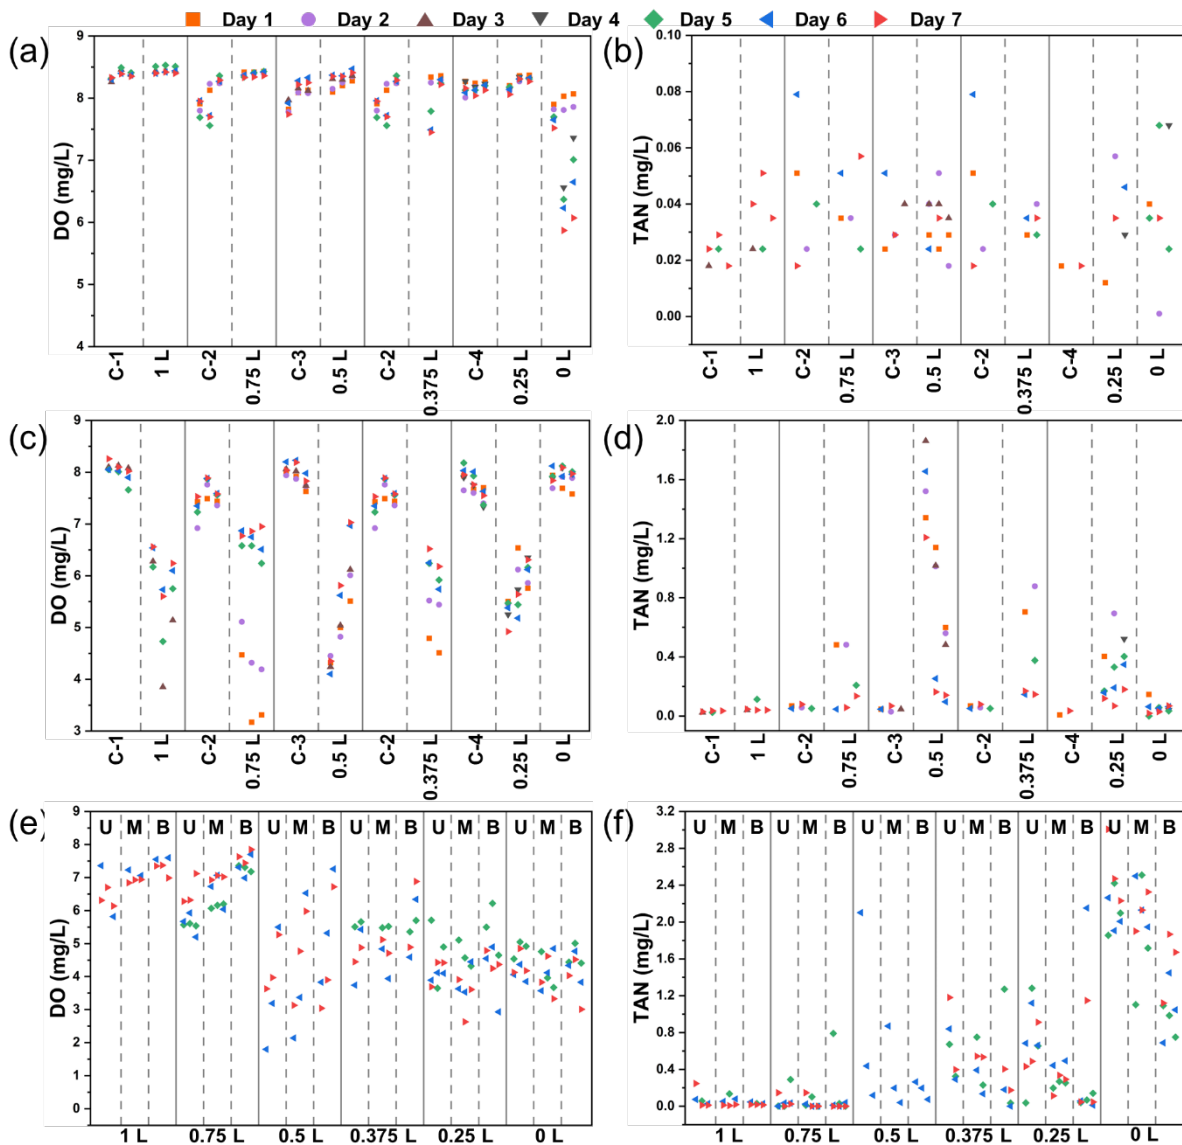 Day 1 Day 2 Day 3 Day 4 Day 5 Day 6 Day 7
(a)
DO (mg/L)
9
8
7
6
5
4
C-1 1 L C-2 0.75 L C-3 0.5 L C-2 0.375 L C-4 0.25 L 0 L
(b)
TAN (mg/L)
0.10
0.08
0.06
0.04
0.02
0.00
C-1 1 L C-2 0.75 L C-3 0.5 L C-2 0.375 L C-4 0.25 L 0 L
(c)
DO (mg/L)
9
8
7
6
5
4
3
C-1 1 L C-2 0.75 L C-3 0.5 L C-2 0.375 L C-4 0.25 L 0 L
(d)
TAN (mg/L)
2.0
1.6
1.2
0.8
0.4
0.0
C-1 1 L C-2 0.75 L C-3 0.5 L C-2 0.375 L C-4 0.25 L 0 L
(e)
DO (mg/L)
9
8
7
6
5
4
3
2
1
0
U M B U M B U M B U M B U M B U M B
1 L 0.75 L 0.5 L 0.375 L 0.25 L 0 L
(f)
TAN (mg/L)
3.2
2.8
2.4
2.0
1.6
1.2
0.8
0.4
0.0
U M B U M B U M B U M B U M B U M B
1 L 0.75 L 0.5 L 0.375 L 0.25 L 0 L